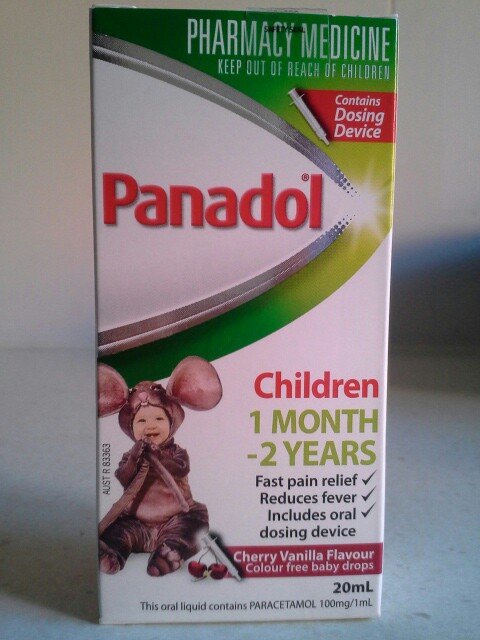 PHARMACY MEDICINE
SAFETY SEAL
KEEP OUT OF REACH OF CHILDREN
Contains
Dosing
Device
Panadol®
Children
1 MONTH
-2 YEARS
Fast pain relief ✓
Reduces fever ✓
Includes oral ✓
dosing device
AUST R 83363
Cherry Vanilla Flavour
Colour free baby drops
20mL
This oral liquid contains PARACETAMOL 100mg/1mL